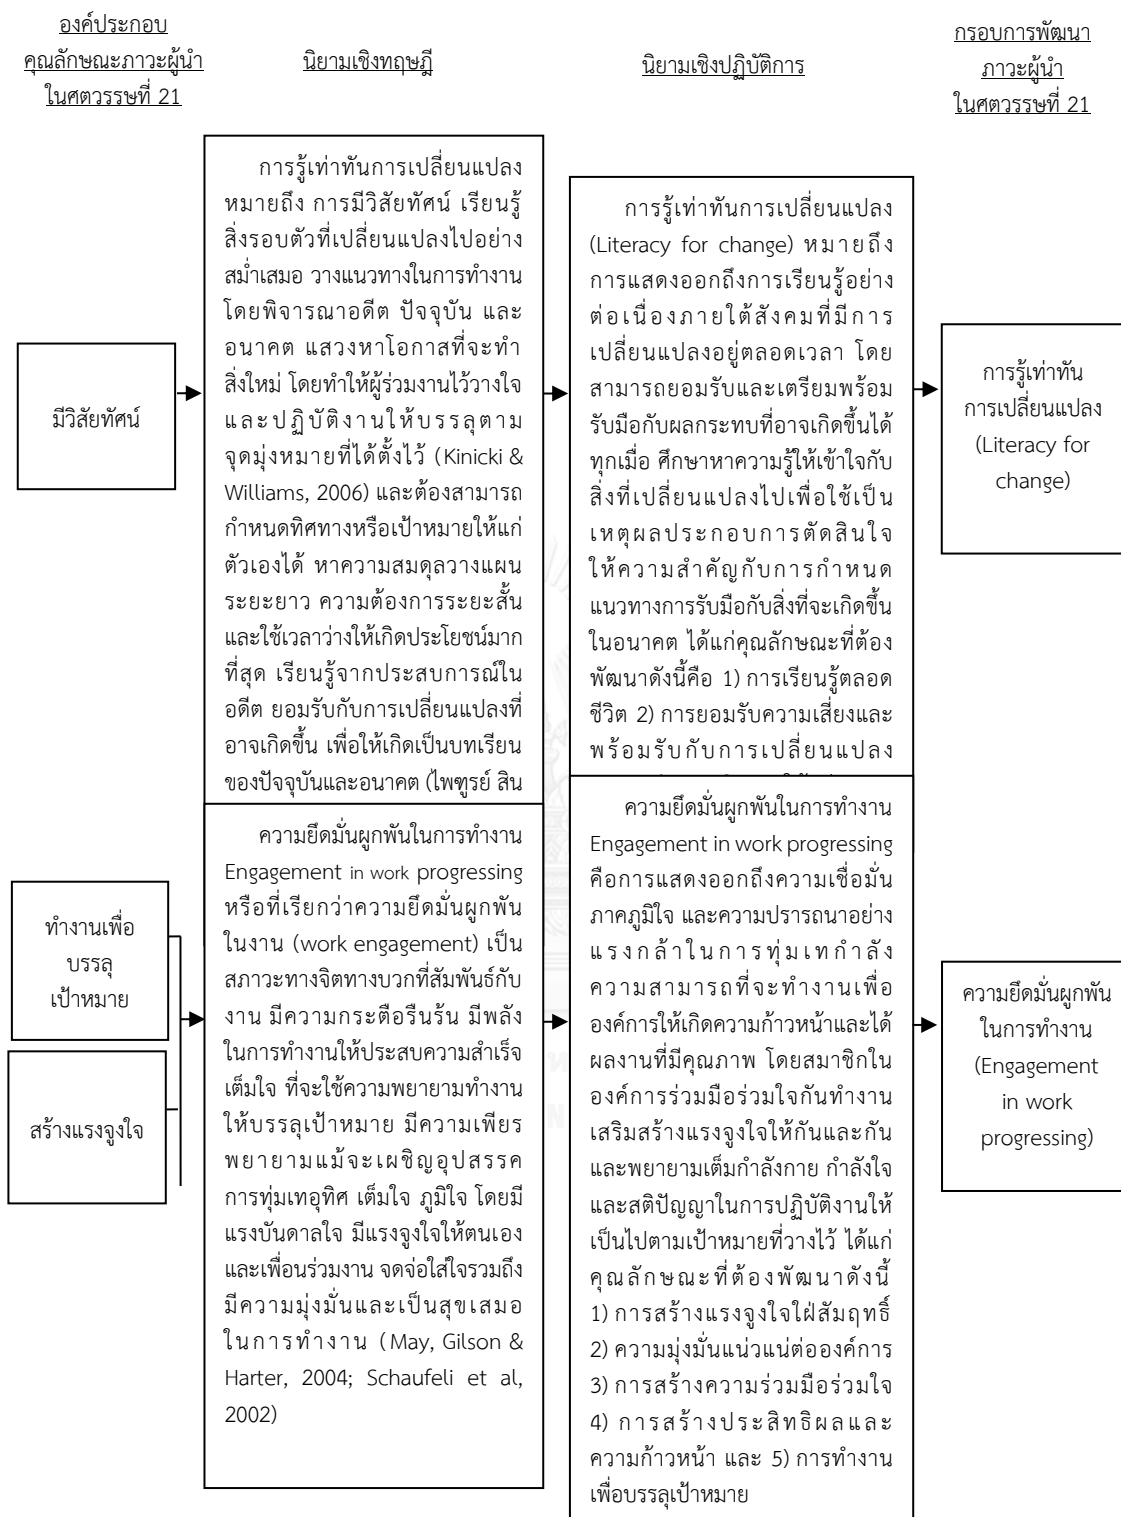 องค์ประกอบ
คุณลักษณะภาวะผู้นำ
ในศตวรรษที่ 21
นิยามเชิงทฤษฎี
นิยามเชิงปฏิบัติการ
กรอบการพัฒนา
ภาวะผู้นำ
ในศตวรรษที่ 21
มีวิสัยทัศน์
การรู้เท่าทันการเปลี่ยนแปลง
หมายถึง การมีวิสัยทัศน์ เรียนรู้
สิ่งรอบตัวที่เปลี่ยนแปลงไปอย่าง
สม่ำเสมอ วางแนวทางในการทำงาน
โดยพิจารณาอดีต ปัจจุบัน และ
อนาคต แสวงหาโอกาสที่จะทำ
สิ่งใหม่ โดยทำให้ผู้ร่วมงานไว้วางใจ
และปฏิบัติงานให้บรรลุตาม
จุดมุ่งหมายที่ได้ตั้งไว้ (Kinicki &
Williams, 2006) และต้องสามารถ
กำหนดทิศทางหรือเป้าหมายให้แก่
ตัวเองได้ หาความสมดุลวางแผน
ระยะยาว ความต้องการระยะสั้น
และใช้เวลาว่างให้เกิดประโยชน์มาก
ที่สุด เรียนรู้จากประสบการณ์ใน
อดีต ยอมรับกับการเปลี่ยนแปลงที่
อาจเกิดขึ้น เพื่อให้เกิดเป็นบทเรียน
ของปัจจุบันและอนาคต (ไพฑูรย์ สิน
การรู้เท่าทันการเปลี่ยนแปลง
(Literacy for change) หมายถึง
การแสดงออกถึงการเรียนรู้อย่าง
ต่อเนื่องภายใต้สังคมที่มีการ
เปลี่ยนแปลงอยู่ตลอดเวลา โดย
สามารถยอมรับและเตรียมพร้อม
รับมือกับผลกระทบที่อาจเกิดขึ้นได้
ทุกเมื่อ ศึกษาหาความรู้ให้เข้าใจกับ
สิ่งที่เปลี่ยนแปลงไปเพื่อใช้เป็น
เหตุผลประกอบการตัดสินใจ
ให้ความสำคัญกับการกำหนด
แนวทางการรับมือกับสิ่งที่จะเกิดขึ้น
ในอนาคต ได้แก่คุณลักษณะที่ต้อง
พัฒนาดังนี้คือ 1) การเรียนรู้ตลอด
ชีวิต 2) การยอมรับความเสี่ยงและ
พร้อมรับกับการเปลี่ยนแปลง
การรู้เท่าทัน
การเปลี่ยนแปลง
(Literacy for
change)
ทำงานเพื่อ
บรรลุ
เป้าหมาย
สร้างแรงจูงใจ
ความยึดมั่นผูกพันในการทำงาน
Engagement in work progressing
หรือที่เรียกว่าความยึดมั่นผูกพัน
ในงาน (work engagement) เป็น
สภาวะทางจิตทางบวกที่สัมพันธ์กับ
งาน มีความกระตือรือร้น มีพลัง
ในการทำงานให้ประสบความสำเร็จ
เต็มใจ ที่จะใช้ความพยายามทำงาน
ให้บรรลุเป้าหมาย มีความเพียร
พยายามแม้จะเผชิญอุปสรรค
การทุ่มเทอุทิศ เต็มใจ ภูมิใจ โดยมี
แรงบันดาลใจ มีแรงจูงใจให้ตนเอง
และเพื่อนร่วมงาน จดจ่อใส่ใจรวมถึง
มีความมุ่งมั่นและเป็นสุขเสมอ
ในการทำงาน (May, Gilson &
Harter, 2004; Schaufeli et al,
2002)
ความยึดมั่นผูกพันในการทำงาน
Engagement in work progressing
คือการแสดงออกถึงความเชื่อมั่น
ภาคภูมิใจ และความปรารถนาอย่าง
แรงกล้าในการทุ่มเทกำลัง
ความสามารถที่จะทำงานเพื่อ
องค์การให้เกิดความก้าวหน้าและได้
ผลงานที่มีคุณภาพ โดยสมาชิกใน
องค์การร่วมมือร่วมใจกันทำงาน
เสริมสร้างแรงจูงใจให้กันและกัน
และพยายามเต็มกำลังกาย กำลังใจ
และสติปัญญาในการปฏิบัติงานให้
เป็นไปตามเป้าหมายที่วางไว้ ได้แก่
คุณลักษณะที่ต้องพัฒนาดังนี้
1) การสร้างแรงจูงใจใฝ่สัมฤทธิ์
2) ความมุ่งมั่นแน่วแน่ต่อองค์การ
3) การสร้างความร่วมมือร่วมใจ
4) การสร้างประสิทธิผลและ
ความก้าวหน้า และ 5) การทำงาน
เพื่อบรรลุเป้าหมาย
ความยึดมั่นผูกพัน
ในการทำงาน
(Engagement
in work
progressing)